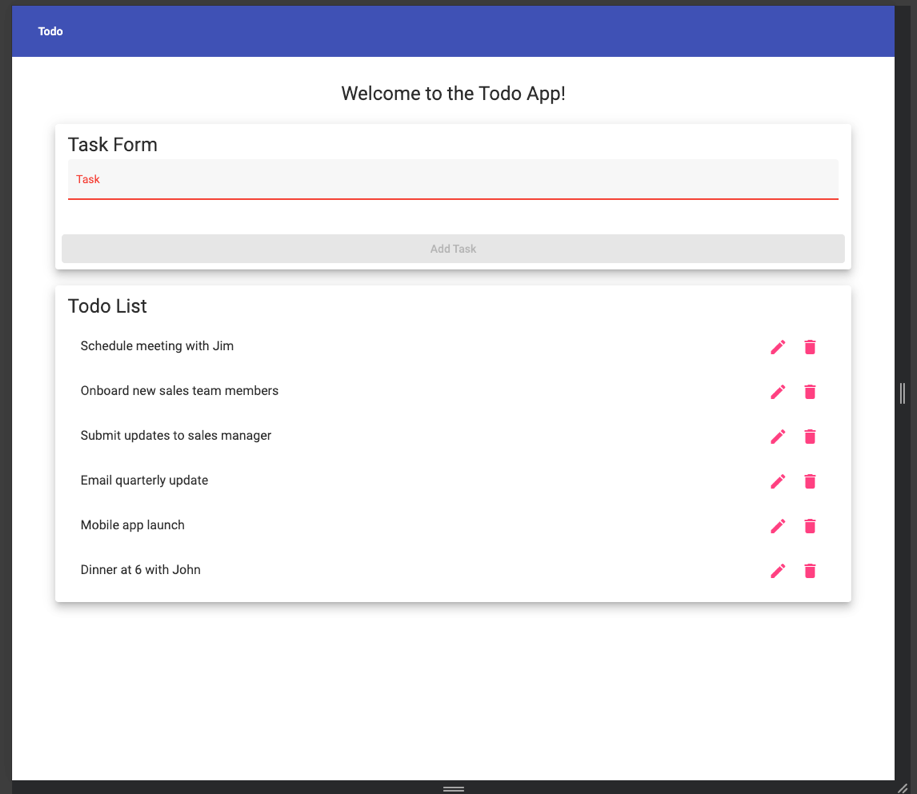 Todo
Welcome to the Todo App!
Task Form
Task
Add Task
Todo List
Schedule meeting with Jim
Onboard new sales team members
Submit updates to sales manager
Email quarterly update
Mobile app launch
Dinner at 6 with John